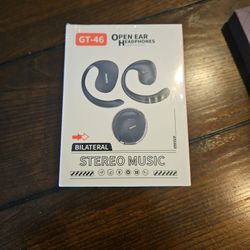 GT-46
OPEN EAR
HEADPHONES
BILATERAL
STEREO MUSIC